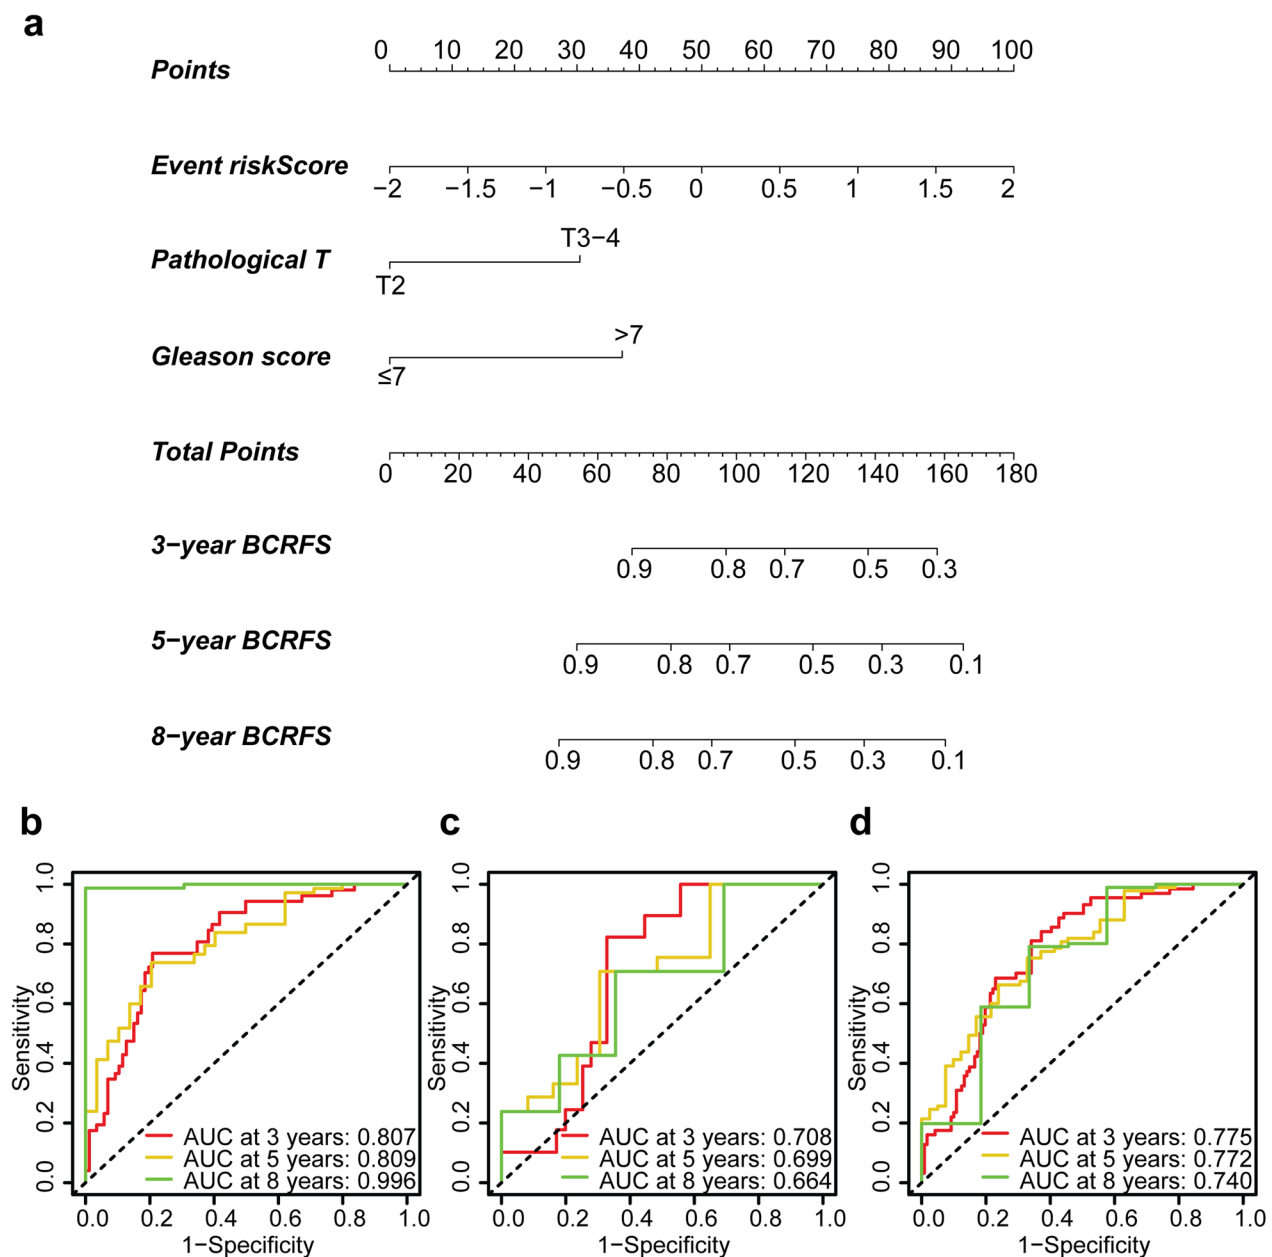 a
Points
0 10 20 30 40 50 60 70 80 90 100
Event riskScore
−2 −1.5 −1 −0.5 0 0.5 1 1.5 2
Pathological T
T3−4
T2
Gleason score
>7
≤7
Total Points
0 20 40 60 80 100 120 140 160 180
3−year BCRFS
0.9 0.8 0.7 0.5 0.3
5−year BCRFS
0.9 0.8 0.7 0.5 0.3 0.1
8−year BCRFS
0.9 0.8 0.7 0.5 0.3 0.1
b
Sensitivity
0.0 0.2 0.4 0.6 0.8 1.0
AUC at 3 years: 0.807
AUC at 5 years: 0.809
AUC at 8 years: 0.996
0.0 0.2 0.4 0.6 0.8 1.0
1−Specificity
c
Sensitivity
0.0 0.2 0.4 0.6 0.8 1.0
AUC at 3 years: 0.708
AUC at 5 years: 0.699
AUC at 8 years: 0.664
0.0 0.2 0.4 0.6 0.8 1.0
1−Specificity
d
Sensitivity
0.0 0.2 0.4 0.6 0.8 1.0
AUC at 3 years: 0.775
AUC at 5 years: 0.772
AUC at 8 years: 0.740
0.0 0.2 0.4 0.6 0.8 1.0
1−Specificity